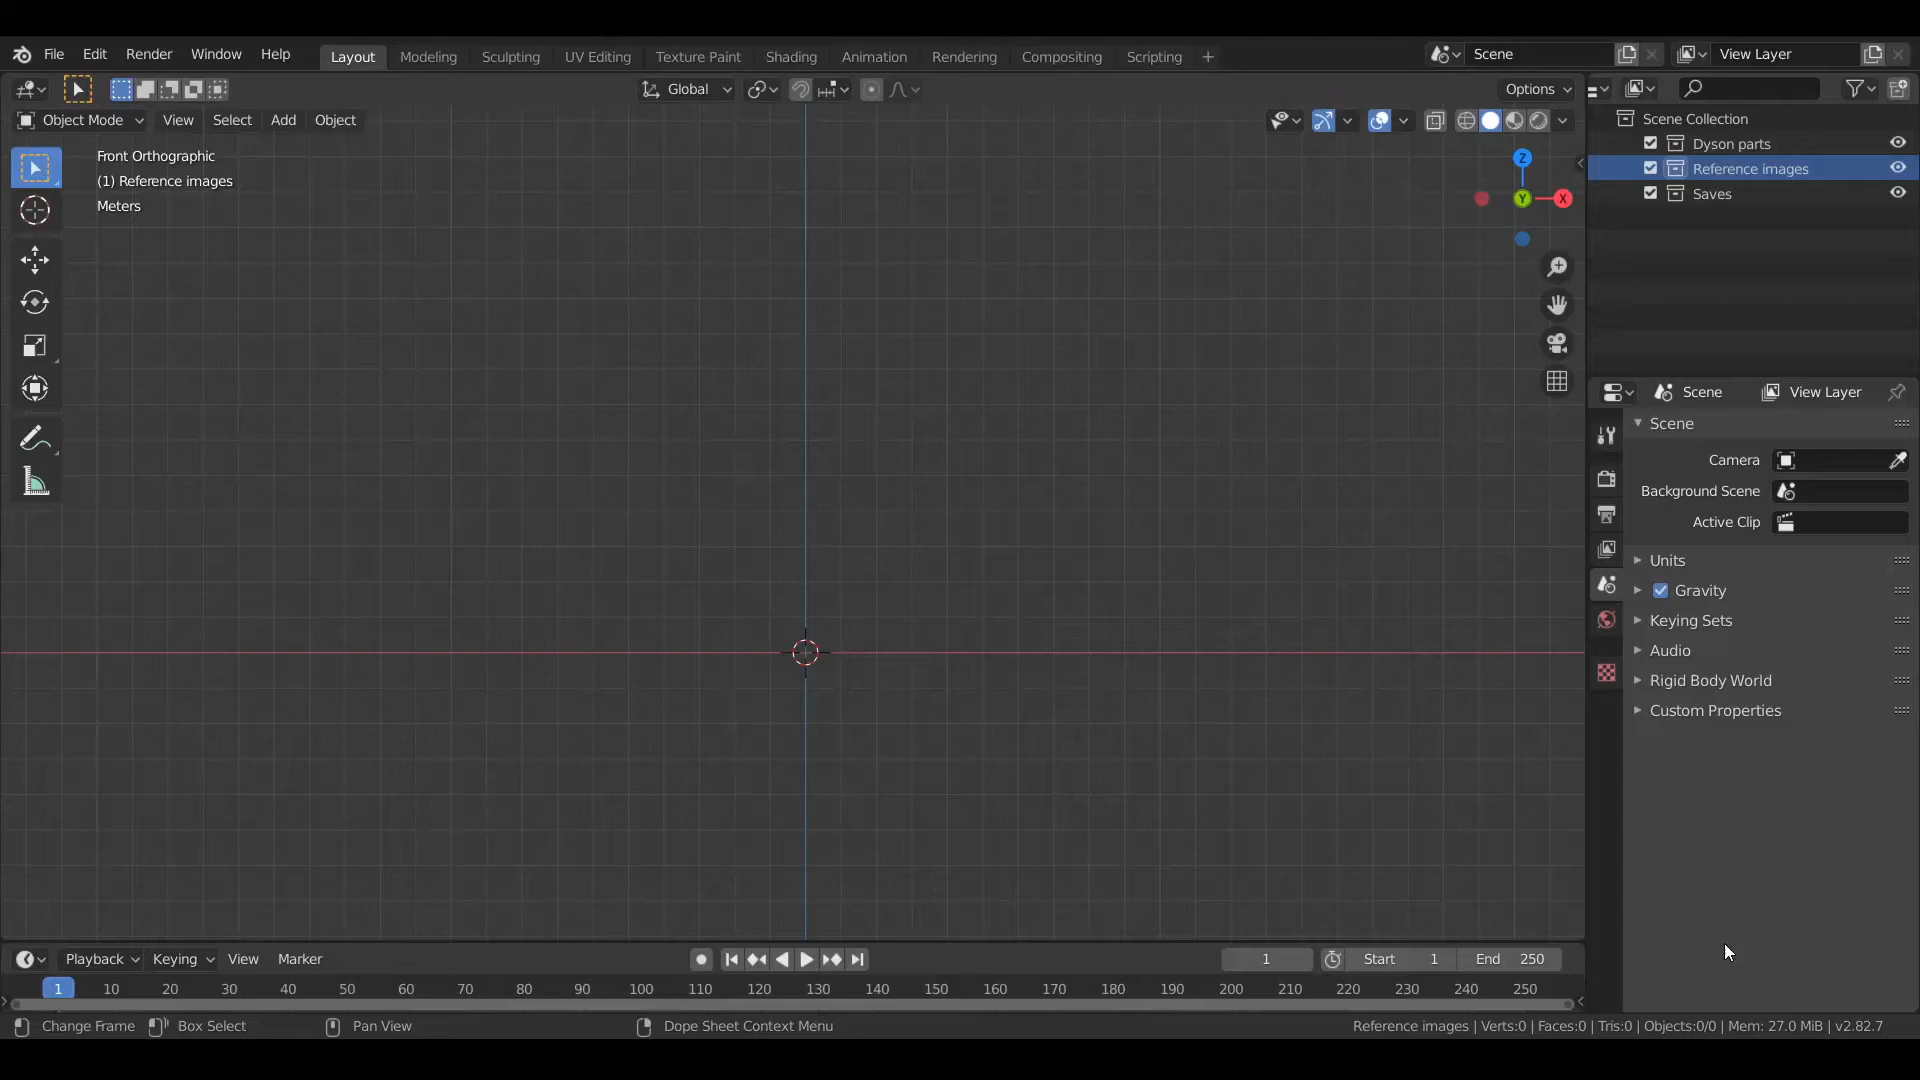 File Edit Render Window Help Layout Modeling Sculpting UV Editing Texture Paint Shading Animation Rendering Compositing Scripting + Scene View Layer
Global Options
Object Mode View Select Add Object
Scene Collection
Dyson parts
Reference images
Saves
Front Orthographic
(1) Reference images
Meters
Z
Y
X
Scene View Layer
Scene
Camera
Background Scene
Active Clip
Units
Gravity
Keying Sets
Audio
Rigid Body World
Custom Properties
Playback Keying View Marker 1 Start 1 End 250
1 10 20 30 40 50 60 70 80 90 100 110 120 130 140 150 160 170 180 190 200 210 220 230 240 250
Change Frame Box Select Pan View Dope Sheet Context Menu Reference images | Verts:0 | Faces:0 | Tris:0 | Objects:0/0 | Mem: 27.0 MiB | v2.82.7